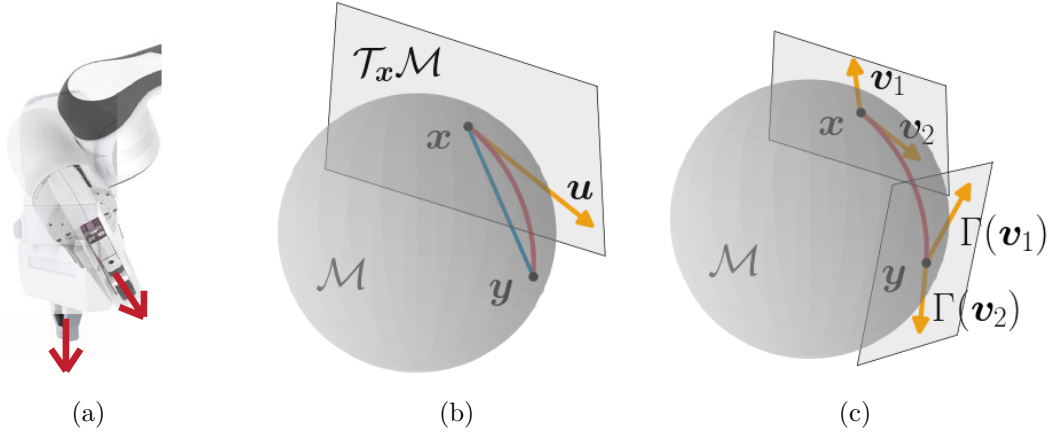 𝒯ₓℳ
x
u
y
ℳ
(b)
v₁
x
v₂
Γ(v₁)
ℳ
y
Γ(v₂)
(c)
(a)